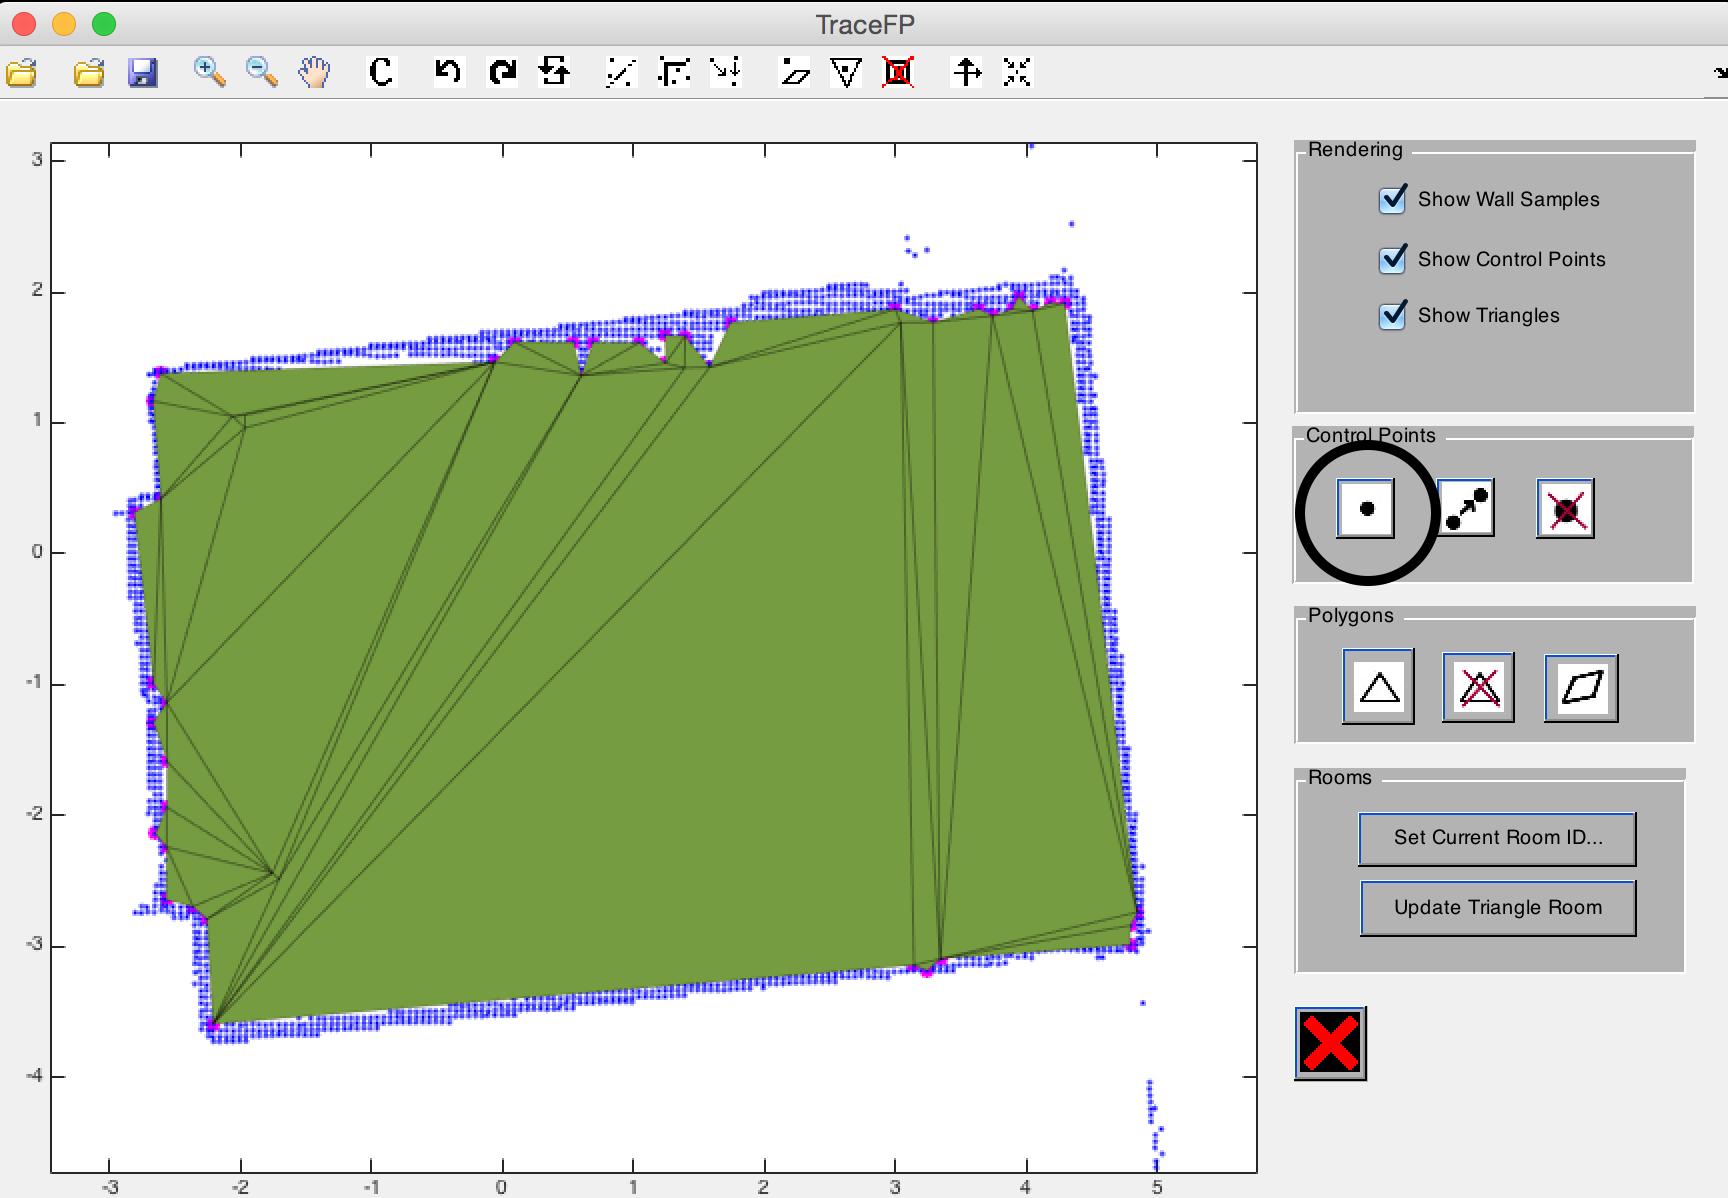 TraceFP
C
Rendering
Show Wall Samples
Show Control Points
Show Triangles
Control Points
Polygons
Rooms
Set Current Room ID...
Update Triangle Room
3
2
1
0
-1
-2
-3
-4
-3
-2
-1
0
1
2
3
4
5